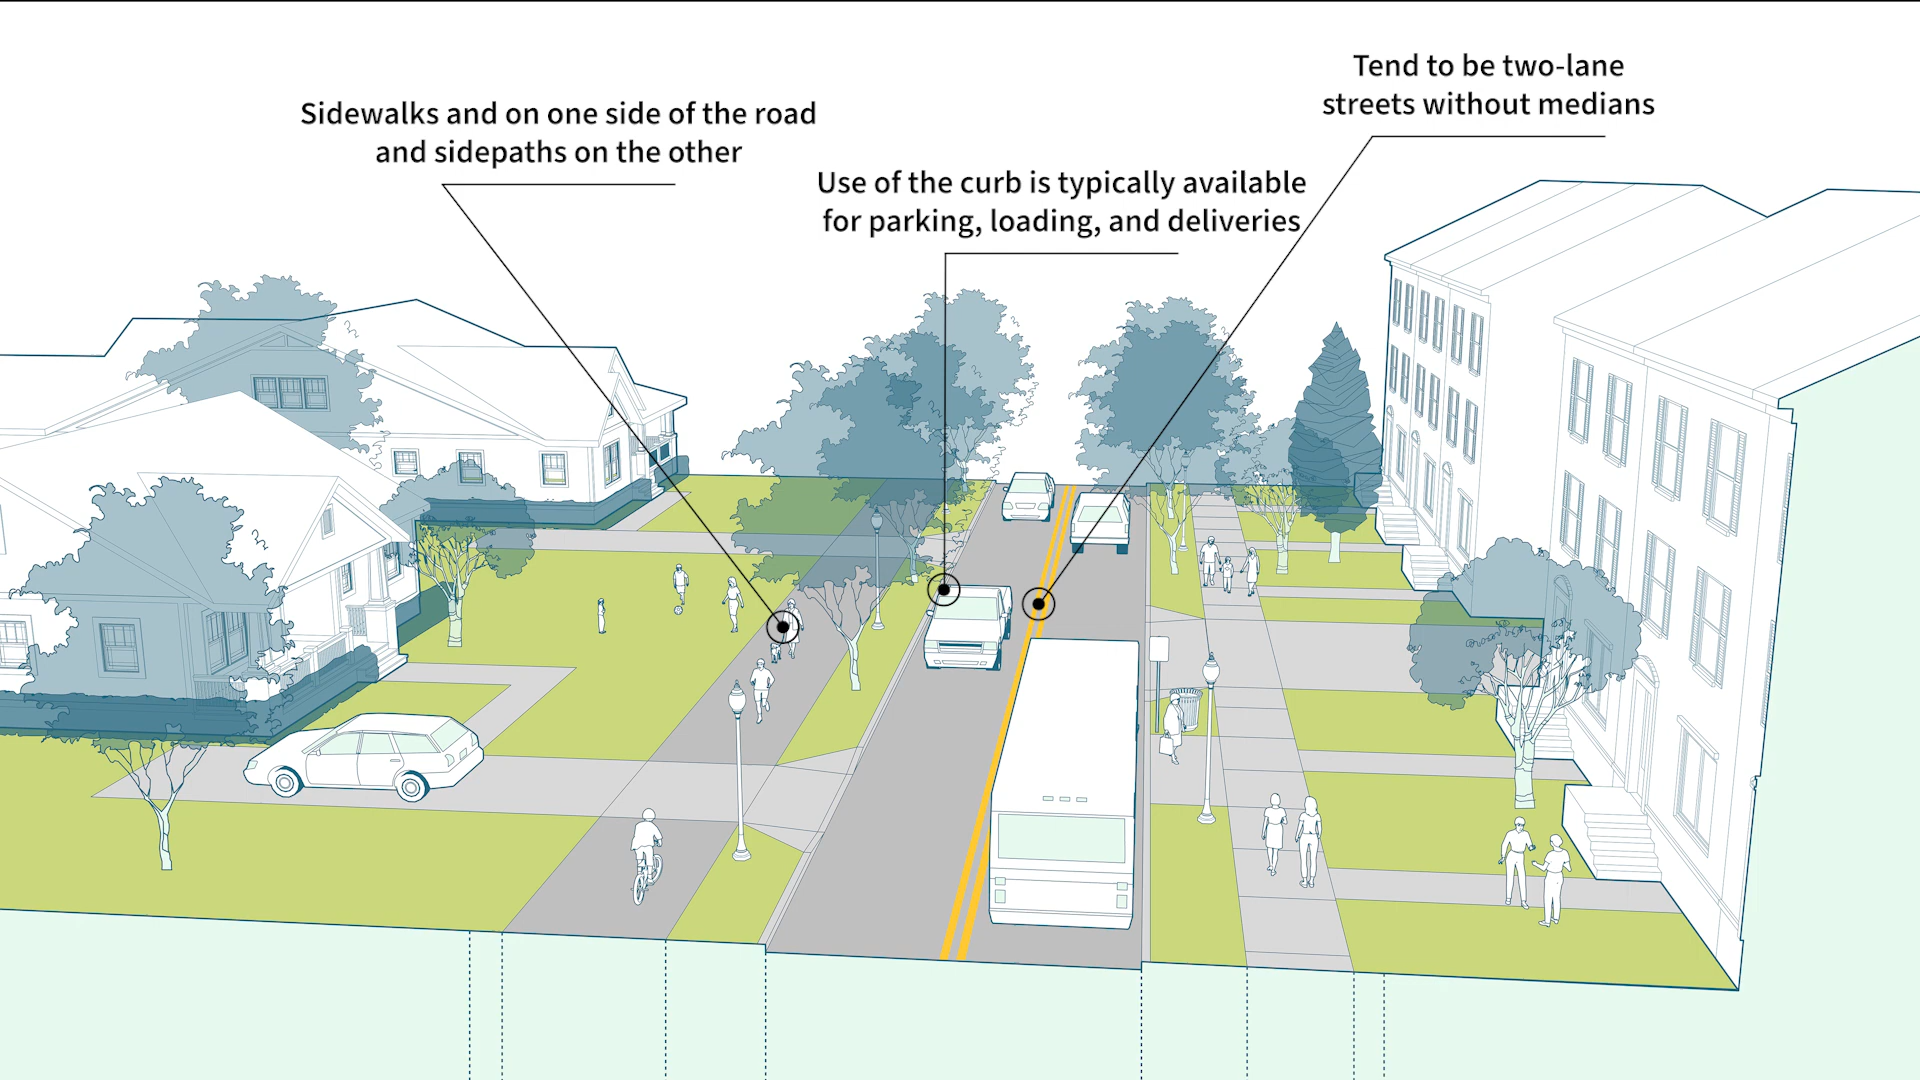 Sidewalks and on one side of the road
and sidepaths on the other
Use of the curb is typically available
for parking, loading, and deliveries
Tend to be two-lane
streets without medians